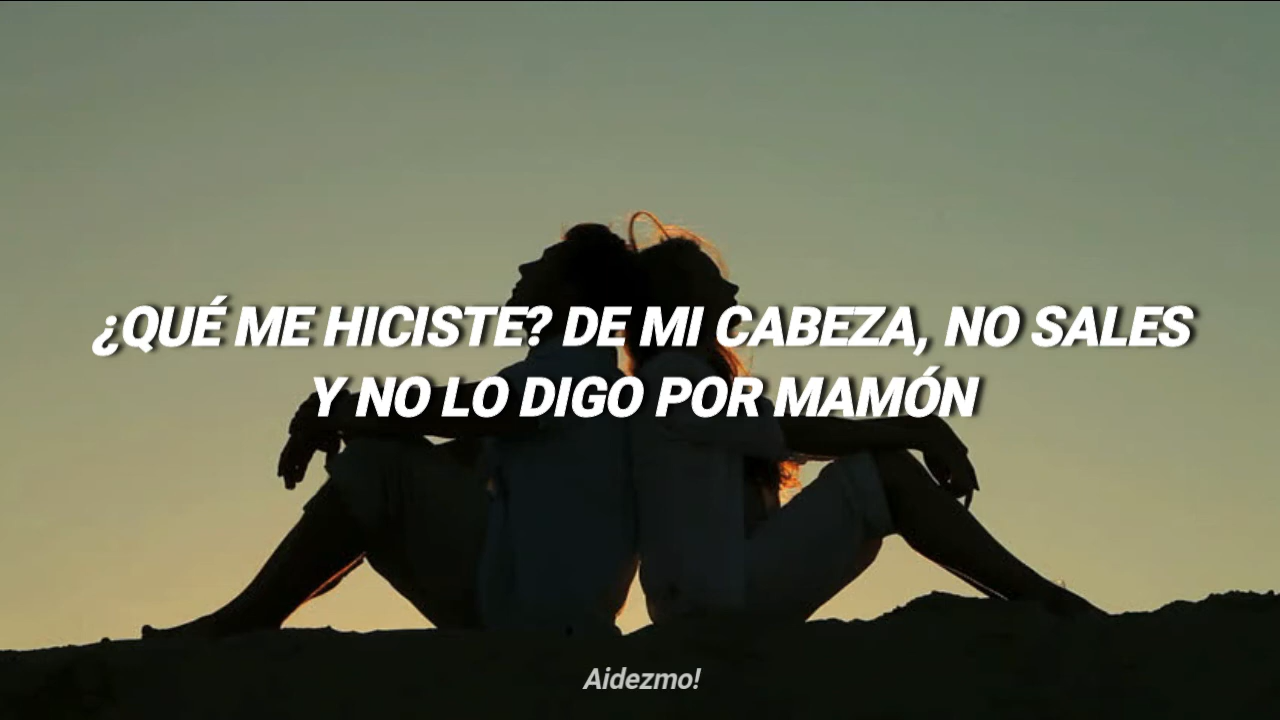 ¿QUÉ ME HICISTE? DE MI CABEZA, NO SALES
Y NO LO DIGO POR MAMÓN
Aidezmo!